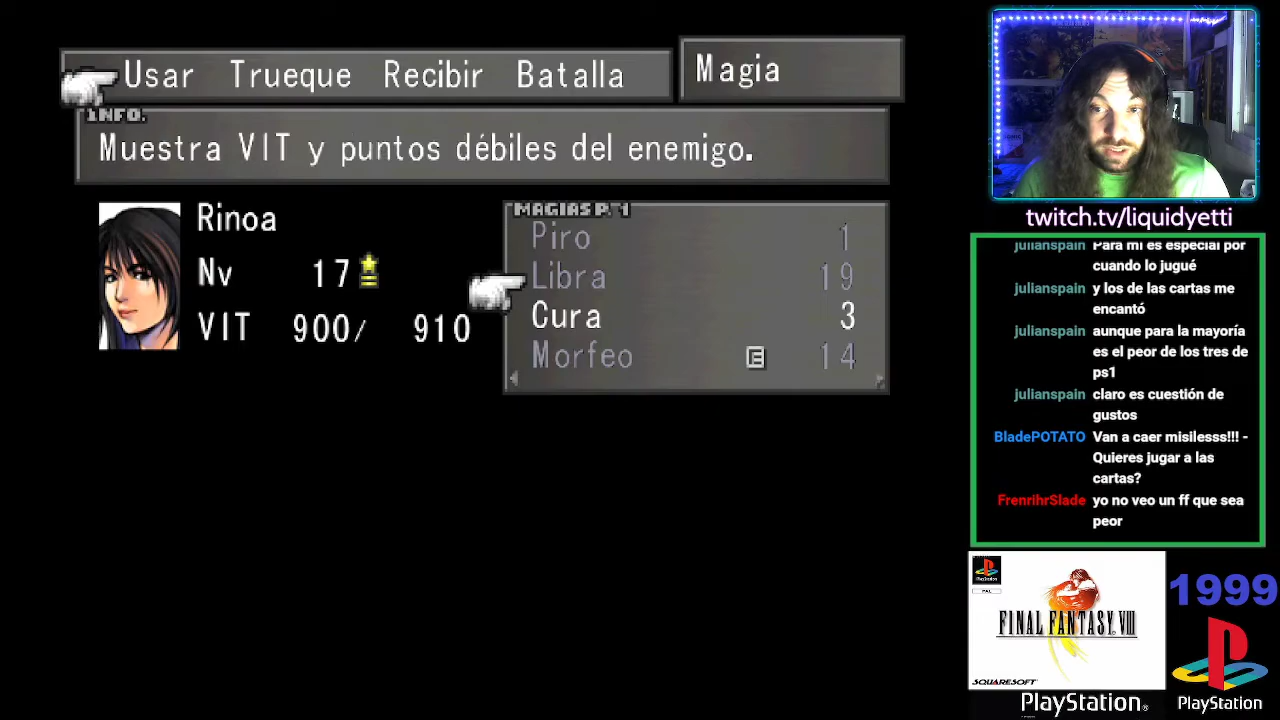 Usar Trueque Recibir Batalla
Magia
INFO.
Muestra VIT y puntos débiles del enemigo.
Rinoa
Nv 17
VIT 900/ 910
MAGIAS P. 1
Piro 1
Libra 19
Cura 3
Morfeo E 14
twitch.tv/liquidyetti
julianspain Para mi es especial por
cuando lo jugué
julianspain y los de las cartas me
encantó
julianspain aunque para la mayoría
es el peor de los tres de
ps1
julianspain claro es cuestión de
gustos
BladePOTATO Van a caer misilesss!!! -
Quieres jugar a las
cartas?
FrenrihrSlade yo no veo un ff que sea
peor
PlayStation
PAL
FINAL FANTASY VIII
SQUARESOFT
PlayStation
1999
PlayStation